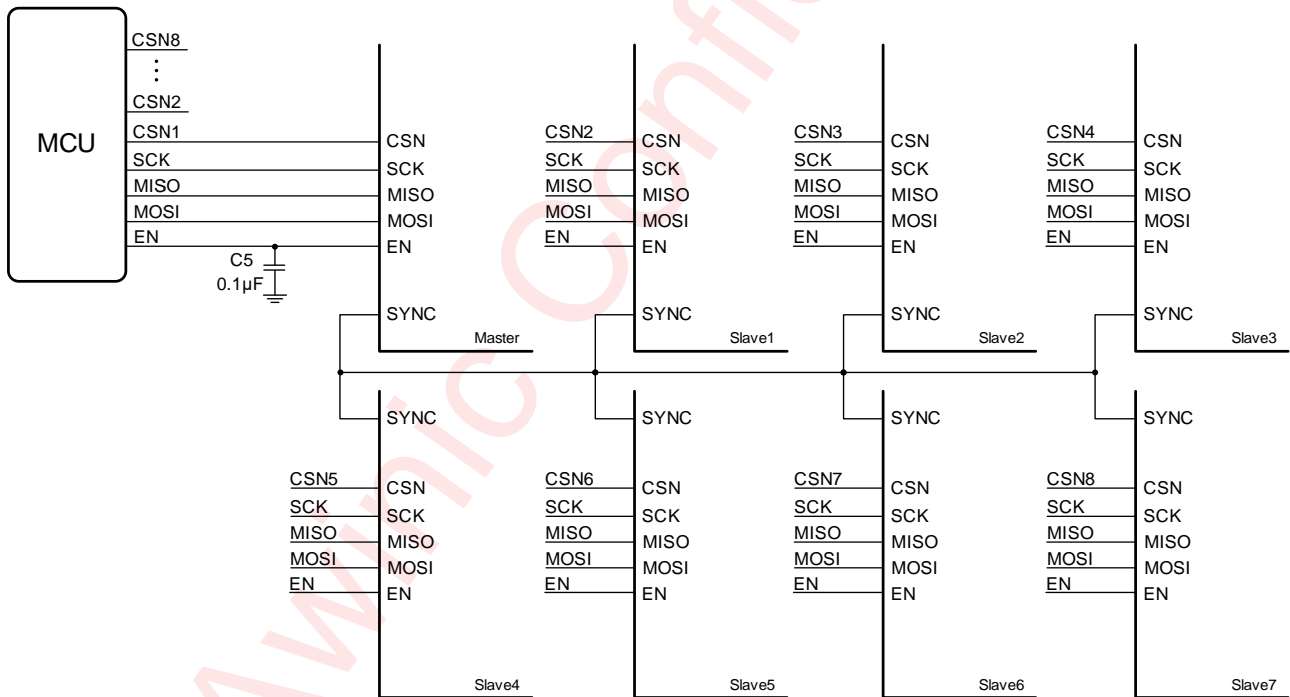 CSN8
CSN2
MCU
CSN1
SCK
MISO
MOSI
EN
C5
0.1μF
CSN
SCK
MISO
MOSI
EN
SYNC
Master
CSN2
SCK
MISO
MOSI
EN
CSN
SCK
MISO
MOSI
EN
SYNC
Slave1
CSN3
SCK
MISO
MOSI
EN
CSN
SCK
MISO
MOSI
EN
SYNC
Slave2
CSN4
SCK
MISO
MOSI
EN
CSN
SCK
MISO
MOSI
EN
SYNC
Slave3
SYNC
CSN5
SCK
MISO
MOSI
EN
CSN
SCK
MISO
MOSI
EN
Slave4
SYNC
CSN6
SCK
MISO
MOSI
EN
CSN
SCK
MISO
MOSI
EN
Slave5
SYNC
CSN7
SCK
MISO
MOSI
EN
CSN
SCK
MISO
MOSI
EN
Slave6
SYNC
CSN8
SCK
MISO
MOSI
EN
CSN
SCK
MISO
MOSI
EN
Slave7